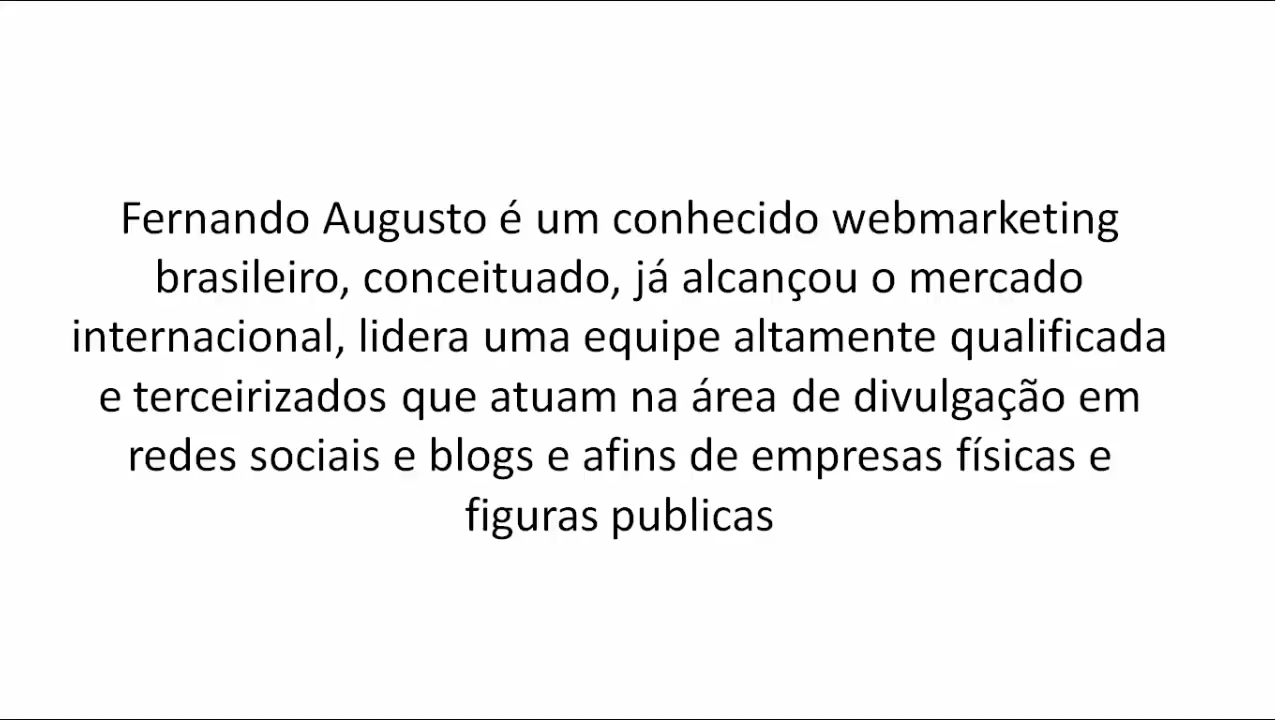 Fernando Augusto é um conhecido webmarketing
brasileiro, conceituado, já alcançou o mercado
internacional, lidera uma equipe altamente qualificada
e terceirizados que atuam na área de divulgação em
redes sociais e blogs e afins de empresas físicas e
figuras publicas